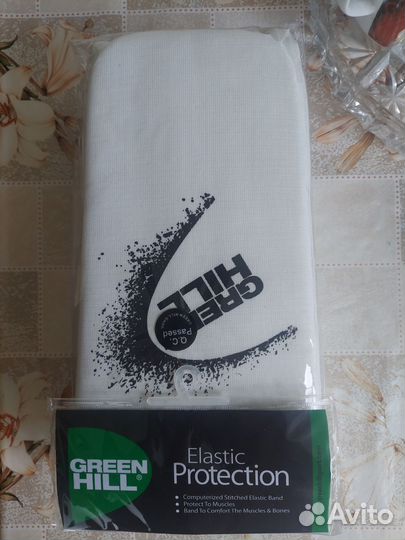 GREEN
HILL
Q.C.
Passed
GREEN
HILL®
Elastic
Protection
• Computerized Stitched Elastic Band
• Protect To Muscles
• Band To Comfort The Muscles & Bones
Avito